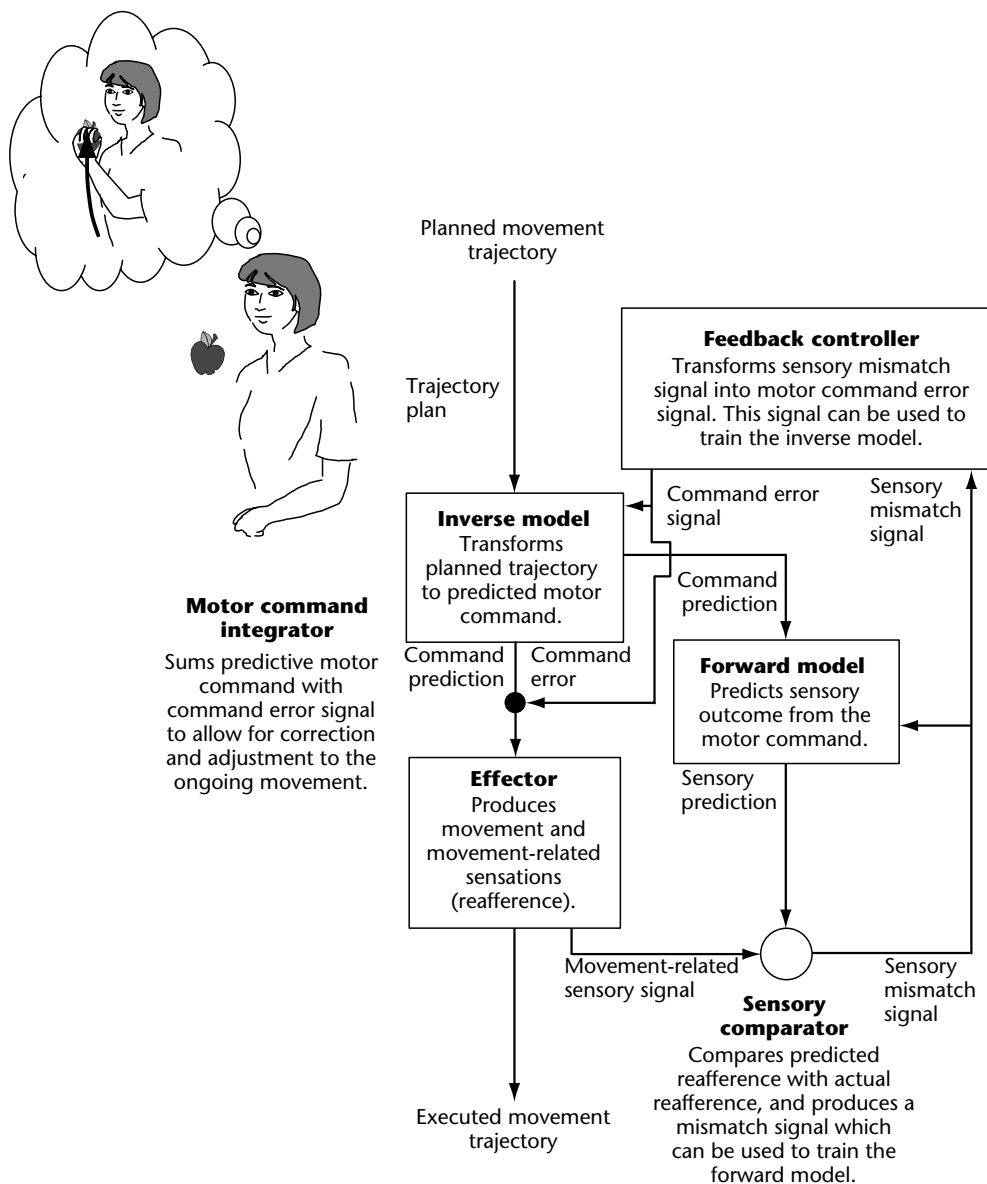 Planned movement
trajectory
Trajectory
plan
Feedback controller
Transforms sensory mismatch
signal into motor command error
signal. This signal can be used to
train the inverse model.
Command error
signal
Sensory
mismatch
signal
Inverse model
Transforms
planned trajectory
to predicted motor
command.
Command
prediction
Motor command
integrator
Sums predictive motor
command with
command error signal
to allow for correction
and adjustment to the
ongoing movement.
Command
prediction
Command
error
Forward model
Predicts sensory
outcome from the
motor command.
Sensory
prediction
Effector
Produces
movement and
movement-related
sensations
(reafference).
Movement-related
sensory signal
Sensory
mismatch
signal
Sensory
comparator
Compares predicted
reafference with actual
reafference, and produces a
mismatch signal which
can be used to train the
forward model.
Executed movement
trajectory